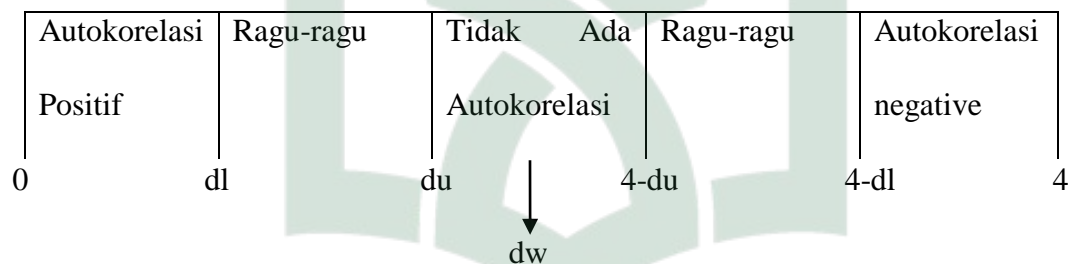 Autokorelasi Ragu-ragu Tidak Ada Ragu-ragu Autokorelasi
Positif Autokorelasi negative
0 dl du 4-du 4-dl 4
dw